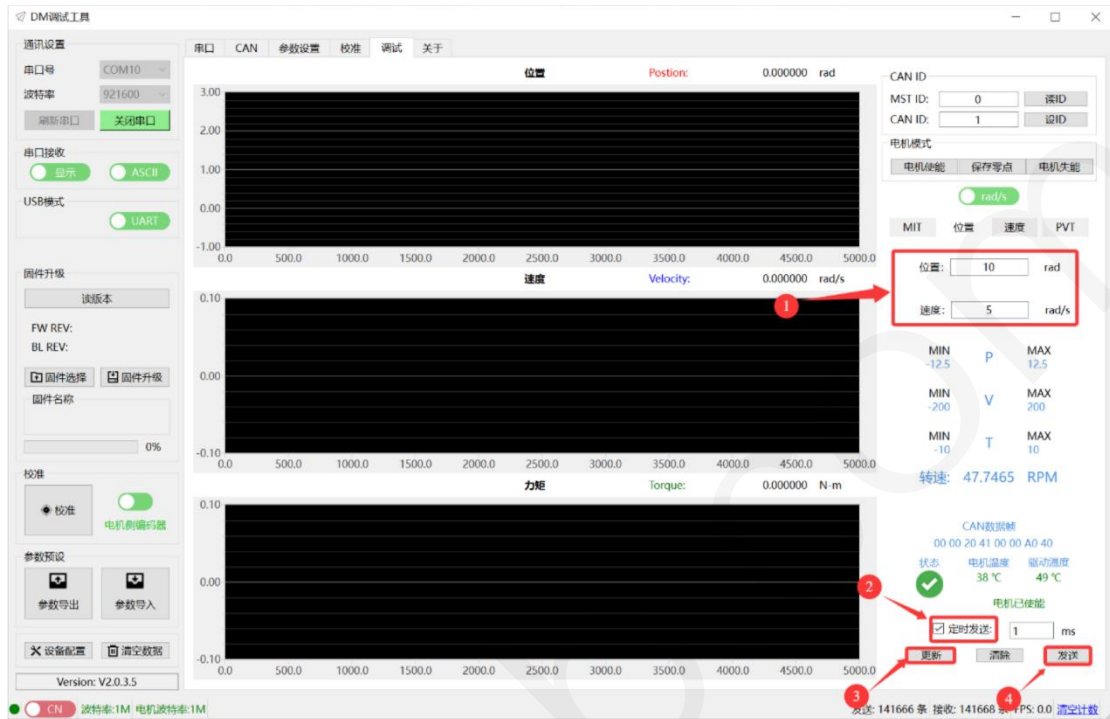 DM调试工具
通讯设置
串口号 COM10
波特率 921600
刷新串口 关闭串口
串口接收
显示 ASCII
USB模式
UART
固件升级
读版本
FW REV:
BL REV:
固件选择 固件升级
固件名称
0%
校准
校准 电机侧编码器
参数预设
参数导出 参数导入
设备配置 清空数据
Version: V2.0.3.5
CN 波特率:1M 电机波特率:1M
串口 CAN 参数设置 校准 调试 关于
位置 Postion: 0.000000 rad
3.00
2.00
1.00
0.00
-1.00
0.0 500.0 1000.0 1500.0 2000.0 2500.0 3000.0 3500.0 4000.0 4500.0 5000.0
速度 Velocity: 0.000000 rad/s
0.10
0.00
-0.10
0.0 500.0 1000.0 1500.0 2000.0 2500.0 3000.0 3500.0 4000.0 4500.0 5000.0
力矩 Torque: 0.000000 N-m
0.10
0.00
-0.10
0.0 500.0 1000.0 1500.0 2000.0 2500.0 3000.0 3500.0 4000.0 4500.0 5000.0
CAN ID
MST ID: 0 读ID
CAN ID: 1 设ID
电机模式
电机使能 保存零点 电机失能
rad/s
MIT 位置 速度 PVT
位置: 10 rad
1
速度: 5 rad/s
MIN MAX
-12.5 P 12.5
MIN MAX
-200 V 200
MIN MAX
-10 T 10
转速: 47.7465 RPM
CAN数据帧
00 00 20 41 00 00 A0 40
状态 电机温度 驱动温度
38 ℃ 49 ℃
2
电机已使能
定时发送: 1 ms
更新 清除 发送
3 4
发送: 141666 条 接收: 141668 条 FPS: 0.0 清空计数